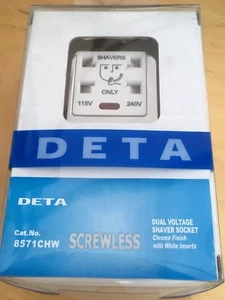 SHAVERS
ONLY
115V 240V
DETA
DETA
Cat.No.
8571CHW
SCREWLESS
DUAL VOLTAGE
SHAVER SOCKET
Chrome Finish
with White Inserts